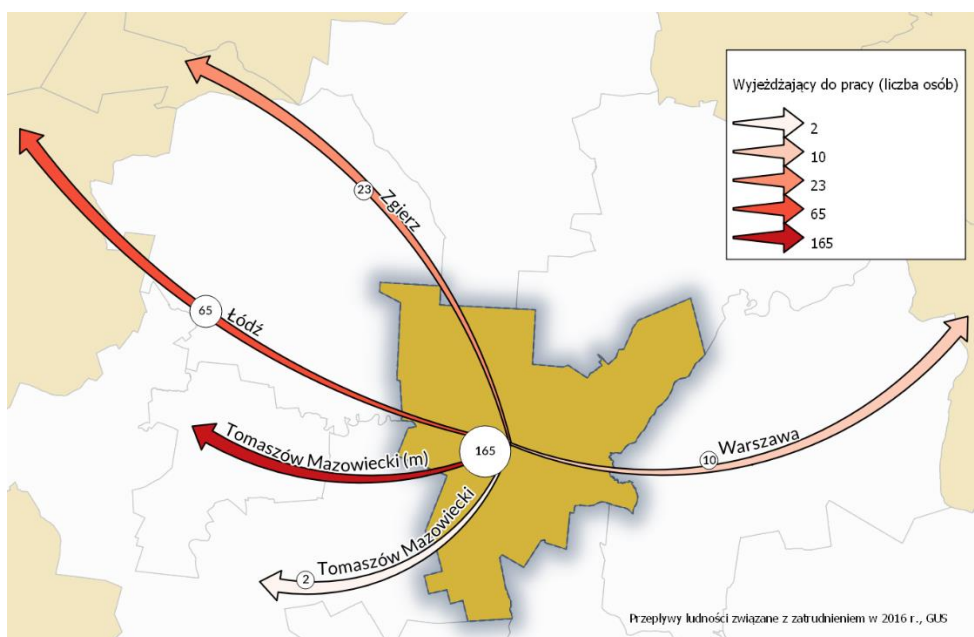 Wyjeżdżający do pracy (liczba osób)
2
10
23
65
165
23
Zgierz
65
Łódź
165
Tomaszów Mazowiecki (m)
10
Warszawa
2
Tomaszów Mazowiecki
Przepływy ludności związane z zatrudnieniem w 2016 r., GUS